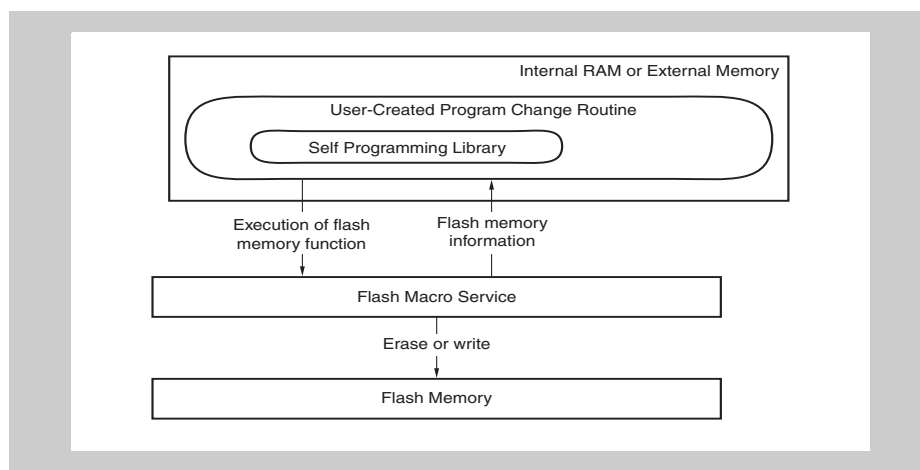 Internal RAM or External Memory
User-Created Program Change Routine
Self Programming Library
Execution of flash
memory function
Flash memory
information
Flash Macro Service
Erase or write
Flash Memory